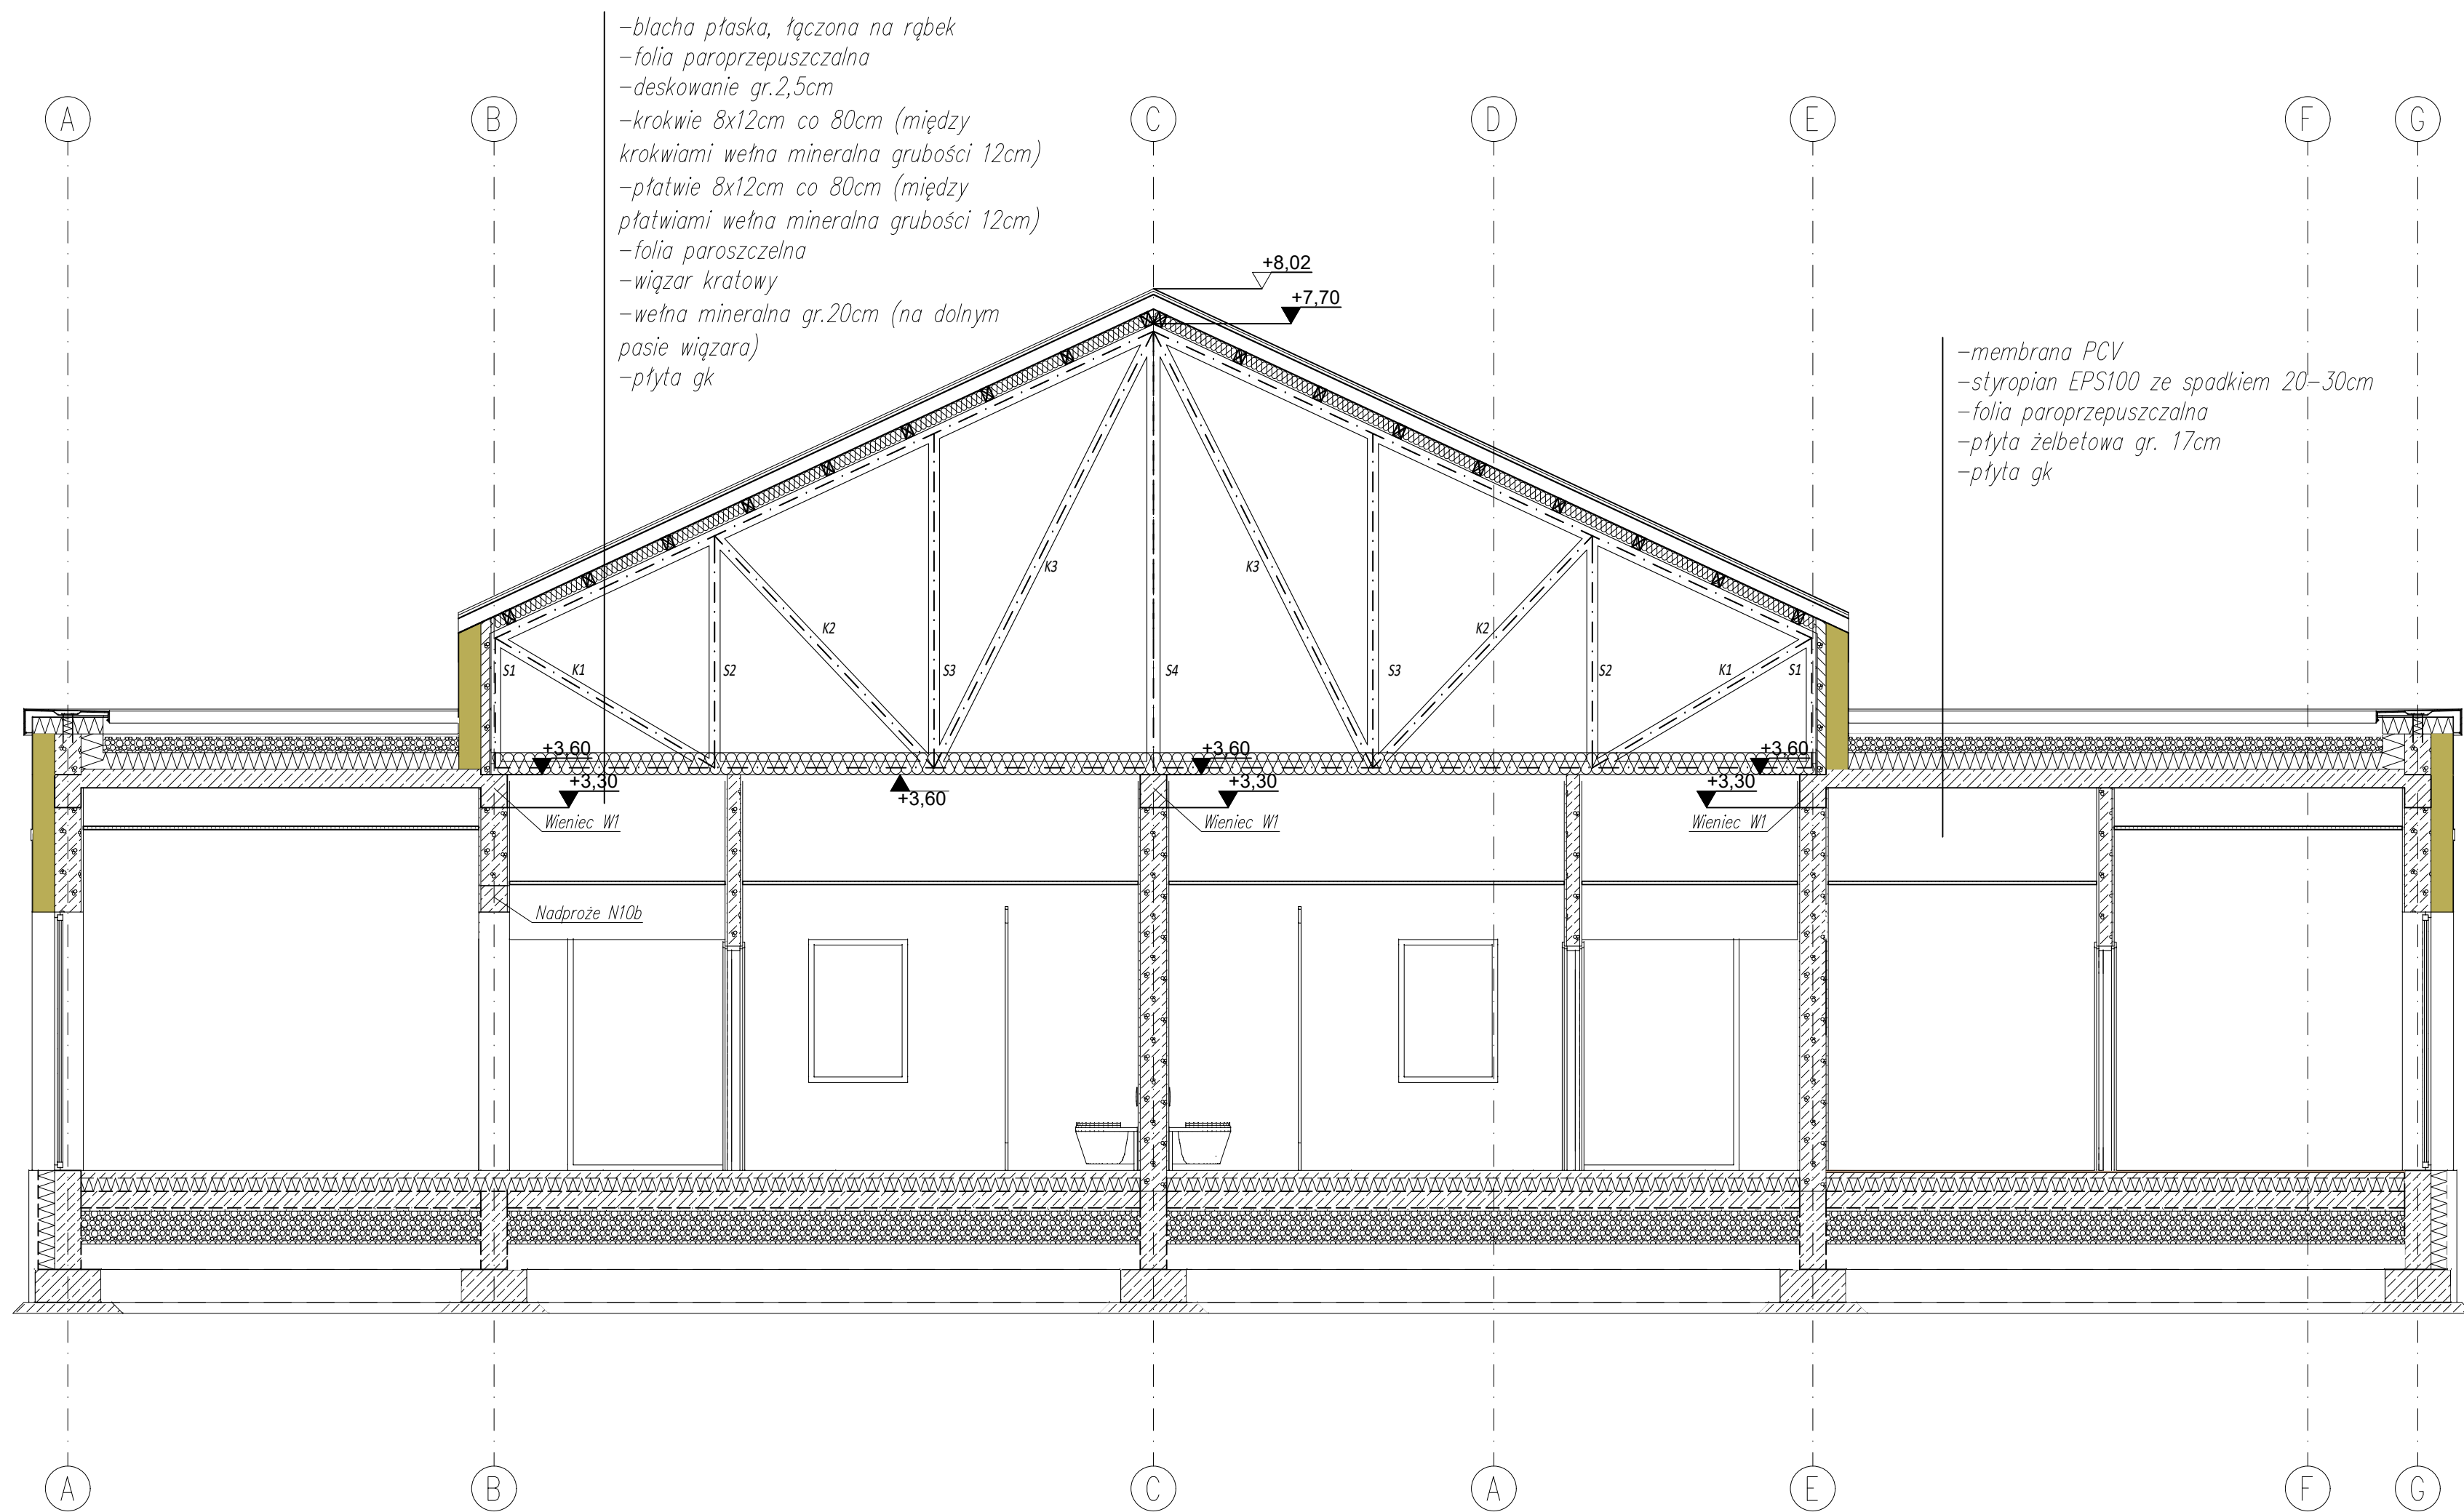 -blacha płaska, łączona na rąbek
-folia paroprzepuszczalna
-deskowanie gr.2,5cm
-krokwie 8x12cm co 80cm (między
krokwiami wełna mineralna grubości 12cm)
-płatwie 8x12cm co 80cm (między
płatwiami wełna mineralna grubości 12cm)
-folia paroszczelna
-wiązar kratowy
-wełna mineralna gr.20cm (na dolnym
pasie wiązara)
-płyta gk
A B C D E F G
+8,02
+7,70
-membrana PCV
-styropian EPS100 ze spadkiem 20-30cm
-folia paroprzepuszczalna
-płyta żelbetowa gr. 17cm
-płyta gk
K3 K3
K2 K2
S1 K1 S2 S3 S4 S3 S2 K1 S1
+3,60 +3,60 +3,60
+3,30 +3,30 +3,30
+3,60
Wieniec W1 Wieniec W1 Wieniec W1
Nadproże N10b
A B C A E F G